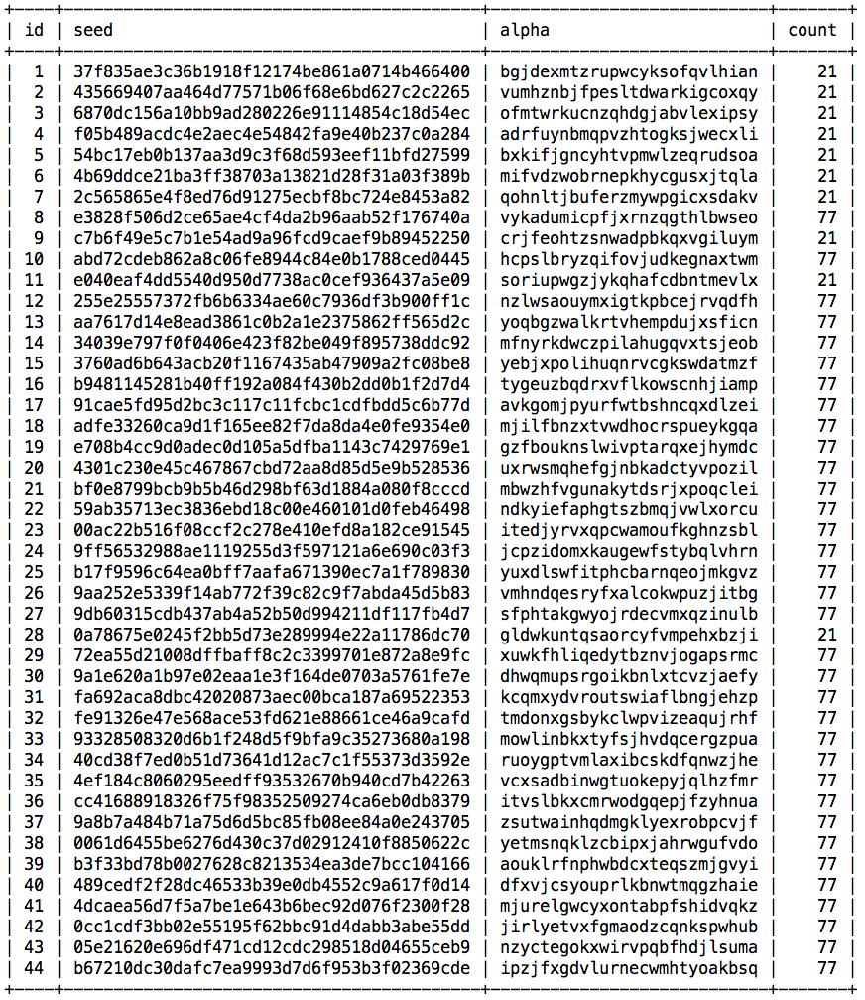 +-----+------------------------------------------+----------------------------+-------+
| id | seed | alpha | count |
+-----+------------------------------------------+----------------------------+-------+
| 1 | 37f835ae3c36b1918f12174be861a0714b466400 | bgjdexmtzrupwcyksofqvlhian | 21 |
| 2 | 435669407aa464d77571b06f68e6bd627c2c2265 | vumhznbjfpesltdwarkigcoxqy | 21 |
| 3 | 6870dc156a10bb9ad280226e91114854c18d54ec | ofmtwrkucnzqhdgjabvlexipsy | 21 |
| 4 | f05b489acdc4e2aec4e54842fa9e40b237c0a284 | adrfuynbmqpvzhtogksjwecxli | 21 |
| 5 | 54bc17eb0b137aa3d9c3f68d593eef11bfd27599 | bxkifjgncyhtvpmwlzeqrudsoa | 21 |
| 6 | 4b69ddce21ba3ff38703a13821d28f31a03f389b | mifvdzwobrnepkhycgusxjtqla | 21 |
| 7 | 2c565865e4f8ed76d91275ecbf8bc724e8453a82 | qohnltjbuferzmywpgicxsdakv | 21 |
| 8 | e3828f506d2ce65ae4cf4da2b96aab52f176740a | vykadumicpfjxrnzqgthlbwseo | 77 |
| 9 | c7b6f49e5c7b1e54ad9a96fcd9caef9b89452250 | crjfeohtzsnwadpbkqxvgiluym | 21 |
| 10 | abd72cdeb862a8c06fe8944c84e0b1788ced0445 | hcpslbryzqifovjudkegnaxtwm | 77 |
| 11 | e040eaf4dd5540d950d7738ac0cef936437a5e09 | soriupwgzjykqhafcdbntmevlx | 21 |
| 12 | 255e25557372fb6b6334ae60c7936df3b900ff1c | nzlwsaouymxigtkpbcejrvqdfh | 77 |
| 13 | aa7617d14e8ead3861c0b2a1e2375862ff565d2c | yoqbgzwalkrtvhempdujxsficn | 77 |
| 14 | 34039e797f0f0406e423f82be049f895738ddc92 | mfnyrkdwczpilahugqvxtsjeob | 77 |
| 15 | 3760ad6b643acb20f1167435ab47909a2fc08be8 | yebjxpolihuqnrvcgkswdatmzf | 77 |
| 16 | b9481145281b40ff192a084f430b2dd0b1f2d7d4 | tygeuzbqdrxvflkowscnhjiamp | 77 |
| 17 | 91cae5fd95d2bc3c117c11fcbc1cdfbdd5c6b77d | avkgomjpyurfwtbshncqxdlzei | 77 |
| 18 | adfe33260ca9d1f165ee82f7da8da4e0fe9354e0 | mjilfbnzxtvwdhocrspueykgqa | 77 |
| 19 | e708b4cc9d0adec0d105a5dfba1143c7429769e1 | gzfbouknslwivptarqxejhymdc | 77 |
| 20 | 4301c230e45c467867cbd72aa8d85d5e9b528536 | uxrwsmqhefgjnbkadctyvpozil | 77 |
| 21 | bf0e8799bcb9b5b46d298bf63d1884a080f8cccd | mbwzhfvgunakytdsrjxpoqclei | 77 |
| 22 | 59ab35713ec3836ebd18c00e460101d0feb46498 | ndkyiefaphgtszbmqjvwlxorcu | 77 |
| 23 | 00ac22b516f08ccf2c278e410efd8a182ce91545 | itedjyrvxqpcwamoufkghnzsbl | 77 |
| 24 | 9ff56532988ae1119255d3f597121a6e690c03f3 | jcpzidomxkaugewfstybqlvhrn | 77 |
| 25 | b17f9596c64ea0bff7aafa671390ec7a1f789830 | yuxdlswfitphcbarnqeojmkgvz | 77 |
| 26 | 9aa252e5339f14ab772f39c82c9f7abda45d5b83 | vmhndqesryfxalcokwpuzjitbg | 77 |
| 27 | 9db60315cdb437ab4a52b50d994211df117fb4d7 | sfphtakgwyojrdecvmxqzinulb | 77 |
| 28 | 0a78675e0245f2bb5d73e289994e22a11786dc70 | gldwkuntqsaorcyfvmpehxbzji | 21 |
| 29 | 72ea55d21008dffbaff8c2c3399701e872a8e9fc | xuwkfhliqedytbznvjogapsrmc | 77 |
| 30 | 9a1e620a1b97e02eaa1e3f164de0703a5761fe7e | dhwqmupsrgoikbnlxtcvzjaefy | 77 |
| 31 | fa692aca8dbc42020873aec00bca187a69522353 | kcqmxydvroutswiaflbngjehzp | 77 |
| 32 | fe91326e47e568ace53fd621e88661ce46a9cafd | tmdonxgsbykclwpvizeaqujrhf | 77 |
| 33 | 93328508320d6b1f248d5f9bfa9c35273680a198 | mowlinbkxtyfsjhvdqcergzpua | 77 |
| 34 | 40cd38f7ed0b51d73641d12ac7c1f55373d3592e | ruoygptvmlaxibcskdfqnwzjhe | 77 |
| 35 | 4ef184c8060295eedff93532670b940cd7b42263 | vcxsadbinwgtuokepyjqlhzfmr | 77 |
| 36 | cc41688918326f75f98352509274ca6eb0db8379 | itvslbkxcmrwodgqepjfzyhnua | 77 |
| 37 | 9a8b7a484b71a75d6d5bc85fb08ee84a0e243705 | zsutwainhqdmgklyexrobpcvjf | 77 |
| 38 | 0061d6455be6276d430c37d02912410f8850622c | yetmsnqklzcbipxjahrwgufvdo | 77 |
| 39 | b3f33bd78b0027628c8213534ea3de7bcc104166 | aouklrfnphwbdcxteqszmjgvyi | 77 |
| 40 | 489cedf2f28dc46533b39e0db4552c9a617f0d14 | dfxvjcsyouprlkbnwtmqgzhaie | 77 |
| 41 | 4dcaea56d7f5a7be1e643b6bec92d076f2300f28 | mjurelgwcyxontabpfshidvqkz | 77 |
| 42 | 0cc1cdf3bb02e55195f62bbc91d4dabb3abe55dd | jirlyetvxfgmaodzcqnkspwhub | 77 |
| 43 | 05e21620e696df471cd12cdc298518d04655ceb9 | nzyctegokxwirvpqbfhdjlsuma | 77 |
| 44 | b67210dc30dafc7ea9993d7d6f953b3f02369cde | ipzjfxgdvlurnecwmhtyoakbsq | 77 |
+-----+------------------------------------------+----------------------------+-------+